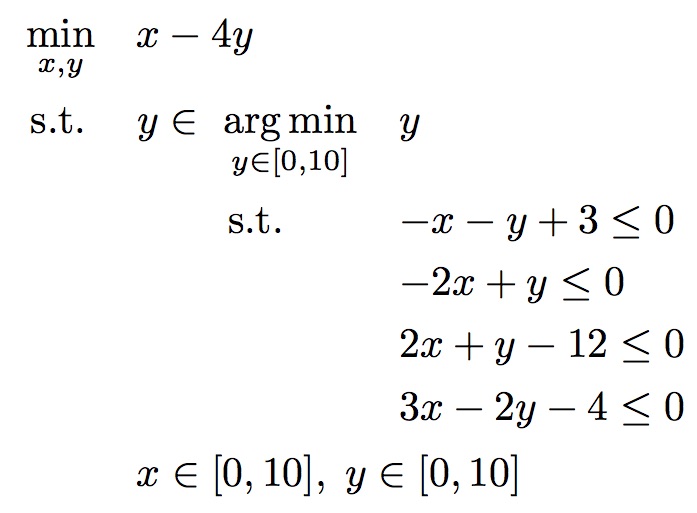 min x − 4y
x,y
s.t. y ∈ arg min y
y∈[0,10]
s.t. −x − y + 3 ≤ 0
−2x + y ≤ 0
2x + y − 12 ≤ 0
3x − 2y − 4 ≤ 0
x ∈ [0, 10], y ∈ [0, 10]